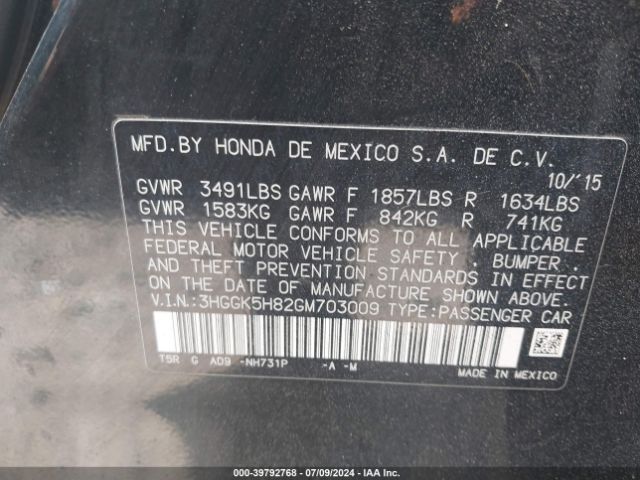 MFD.BY HONDA DE MEXICO S.A. DE C.V.
10/'15
GVWR 3491LBS GAWR F 1857LBS R 1634LBS
GVWR 1583KG GAWR F 842KG R 741KG
THIS VEHICLE CONFORMS TO ALL APPLICABLE
FEDERAL MOTOR VEHICLE SAFETY , BUMPER ,
AND THEFT PREVENTION STANDARDS IN EFFECT
ON THE DATE OF MANUFACTURE SHOWN ABOVE.
V.I.N.:3HGGK5H82GM703009 TYPE:PASSENGER CAR
T5R G AD9 -NH731P -A -M
MADE IN MEXICO
000-39792768 | 07/09/2024 | IAA Inc.